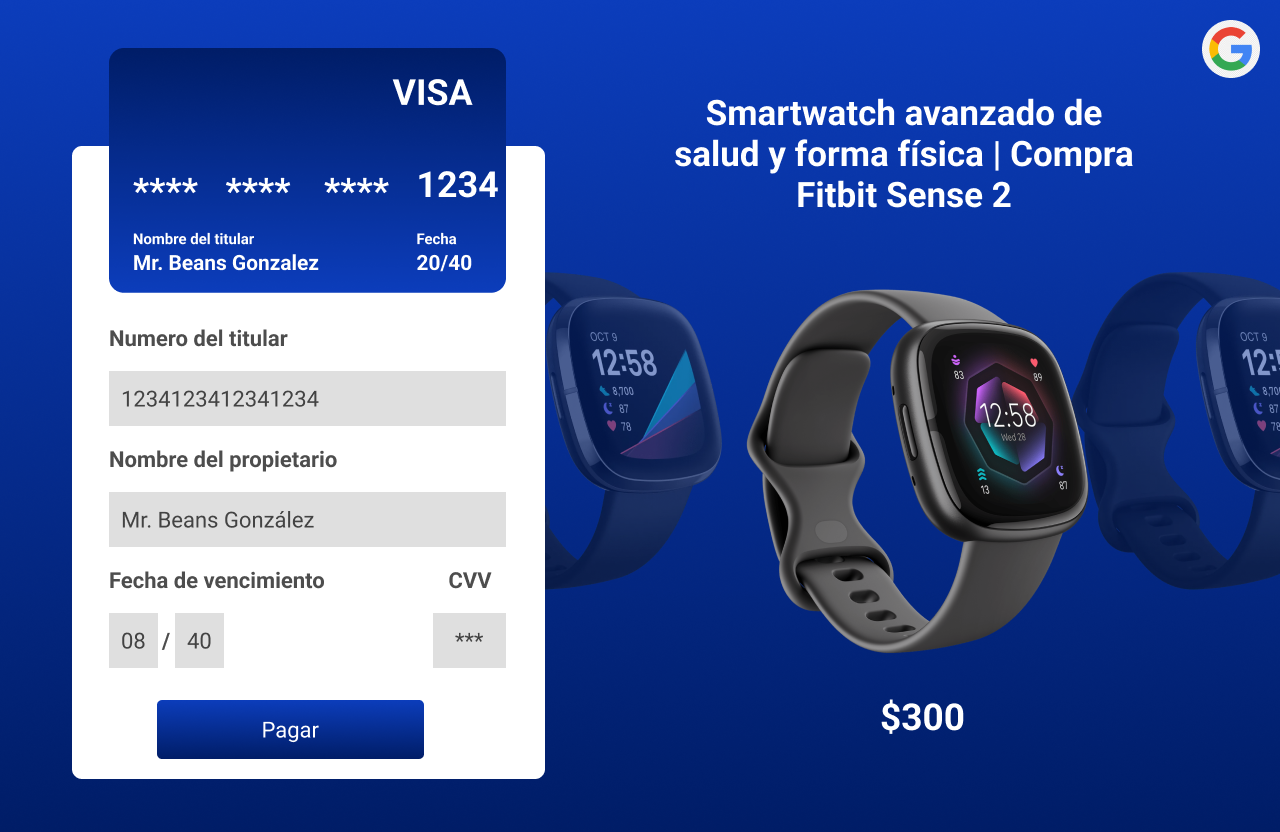 VISA
**** **** **** 1234
Nombre del titular
Fecha
Mr. Beans Gonzalez
20/40
Numero del titular
1234123412341234
Nombre del propietario
Mr. Beans González
Fecha de vencimiento
CVV
08 / 40
***
Pagar
G
Smartwatch avanzado de
salud y forma física | Compra
Fitbit Sense 2
OCT 9
12:58
8,700
87
78
83
89
12:58
Wed 28
13
87
OCT 9
8,70
87
78
$300